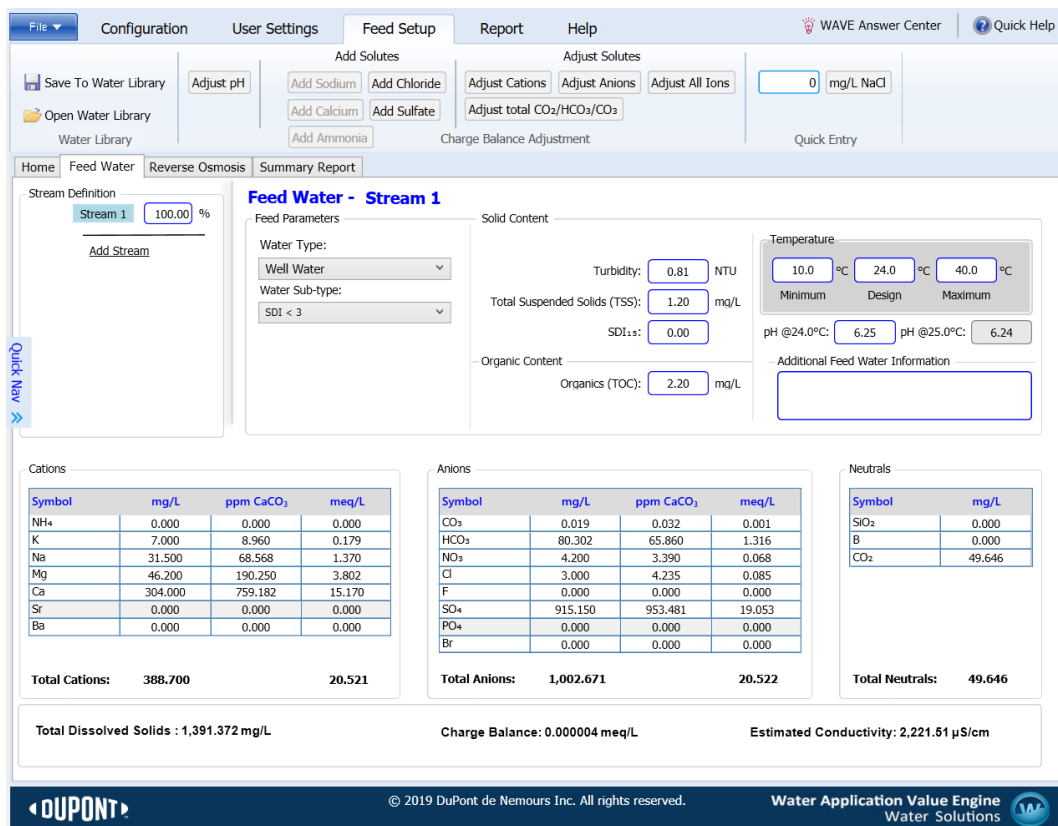 File Configuration User Settings Feed Setup Report Help WAVE Answer Center Quick Help
Add Solutes Adjust Solutes
Save To Water Library Adjust pH Add Sodium Add Chloride Adjust Cations Adjust Anions Adjust All Ions 0 mg/L NaCl
Open Water Library Add Calcium Add Sulfate Adjust total CO₂/HCO₃/CO₃
Water Library Add Ammonia Charge Balance Adjustment Quick Entry
Home Feed Water Reverse Osmosis Summary Report
Stream Definition
Stream 1 100.00 %
Add Stream
Quick Nav
Feed Water - Stream 1
Feed Parameters
Water Type:
Well Water
Water Sub-type:
SDI < 3
Solid Content
Turbidity: 0.81 NTU
Total Suspended Solids (TSS): 1.20 mg/L
SDI₁₅: 0.00
Organic Content
Organics (TOC): 2.20 mg/L
Temperature
10.0 °C 24.0 °C 40.0 °C
Minimum Design Maximum
pH @24.0°C: 6.25 pH @25.0°C: 6.24
Additional Feed Water Information
Cations
Symbol mg/L ppm CaCO₃ meq/L
NH₄ 0.000 0.000 0.000
K 7.000 8.960 0.179
Na 31.500 68.568 1.370
Mg 46.200 190.250 3.802
Ca 304.000 759.182 15.170
Sr 0.000 0.000 0.000
Ba 0.000 0.000 0.000
Total Cations: 388.700 20.521
Anions
Symbol mg/L ppm CaCO₃ meq/L
CO₃ 0.019 0.032 0.001
HCO₃ 80.302 65.860 1.316
NO₃ 4.200 3.390 0.068
Cl 3.000 4.235 0.085
F 0.000 0.000 0.000
SO₄ 915.150 953.481 19.053
PO₄ 0.000 0.000 0.000
Br 0.000 0.000 0.000
Total Anions: 1,002.671 20.522
Neutrals
Symbol mg/L
SiO₂ 0.000
B 0.000
CO₂ 49.646
Total Neutrals: 49.646
Total Dissolved Solids : 1,391.372 mg/L Charge Balance: 0.000004 meq/L Estimated Conductivity: 2,221.51 µS/cm
DUPONT © 2019 DuPont de Nemours Inc. All rights reserved. Water Application Value Engine
Water Solutions
W